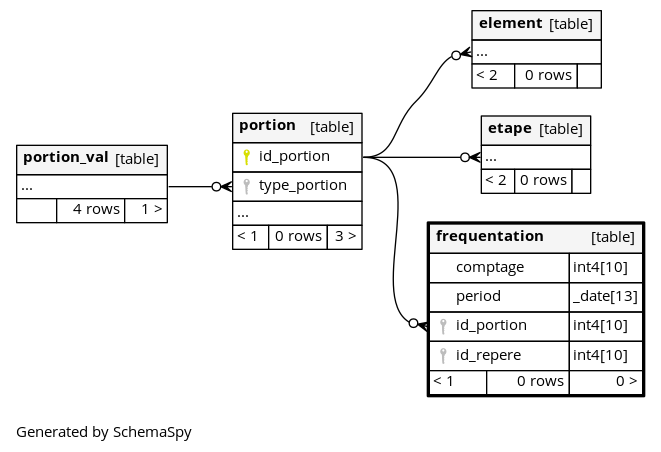 element [table]
...
< 2 0 rows
portion [table]
id_portion
type_portion
...
< 1 0 rows 3 >
etape [table]
...
< 2 0 rows
portion_val [table]
...
4 rows 1 >
frequentation [table]
comptage int4[10]
period _date[13]
id_portion int4[10]
id_repere int4[10]
< 1 0 rows 0 >
Generated by SchemaSpy